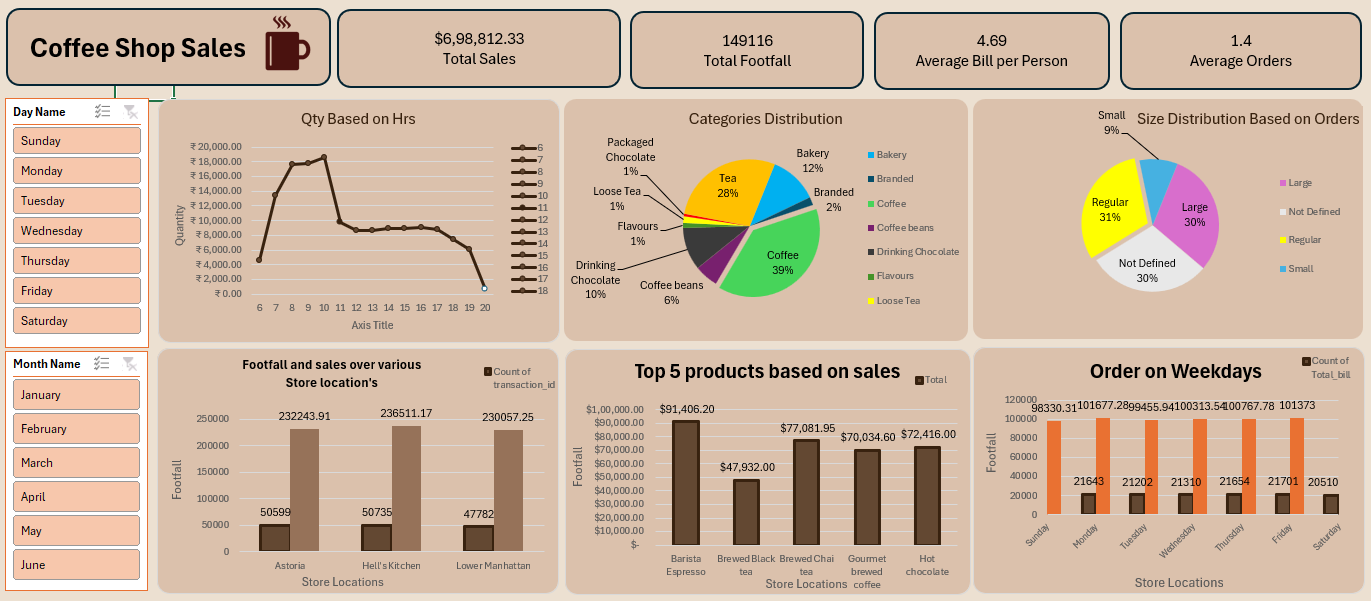 Coffee Shop Sales
$6,98,812.33
Total Sales
149116
Total Footfall
4.69
Average Bill per Person
1.4
Average Orders
Day Name
Sunday
Monday
Tuesday
Wednesday
Thursday
Friday
Saturday
Month Name
January
February
March
April
May
June
Qty Based on Hrs
₹ 20,000.00
₹ 18,000.00
₹ 16,000.00
₹ 14,000.00
₹ 12,000.00
₹ 10,000.00
₹ 8,000.00
₹ 6,000.00
₹ 4,000.00
₹ 2,000.00
₹ 0.00
Quantity
6 7 8 9 10 11 12 13 14 15 16 17 18 19 20
Axis Title
6
7
8
9
10
11
12
13
14
15
16
17
18
Categories Distribution
Packaged
Chocolate
1%
Loose Tea
1%
Flavours
1%
Drinking
Chocolate
10%
Coffee beans
6%
Tea
28%
Bakery
12%
Branded
2%
Coffee
39%
Bakery
Branded
Coffee
Coffee beans
Drinking Chocolate
Flavours
Loose Tea
Size Distribution Based on Orders
Small
9%
Regular
31%
Large
30%
Not Defined
30%
Large
Not Defined
Regular
Small
Footfall and sales over various
Store location's
Count of
transaction_id
250000
200000
150000
100000
50000
0
Footfall
232243.91
236511.17
230057.25
50599
50735
47782
Astoria
Hell's Kitchen
Lower Manhattan
Store Locations
Top 5 products based on sales
Total
$1,00,000.00
$90,000.00
$80,000.00
$70,000.00
$60,000.00
$50,000.00
$40,000.00
$30,000.00
$20,000.00
$10,000.00
$-
Footfall
$91,406.20
$47,932.00
$77,081.95
$70,034.60
$72,416.00
Barista
Espresso
Brewed Black
tea
Brewed Chai
tea
Gourmet
brewed
coffee
Hot
chocolate
Store Locations
Order on Weekdays
Count of
Total_bill
120000
100000
80000
60000
40000
20000
0
Footfall
98330.31
101677.28
99455.94
100313.54
100767.78
101373
21643
21202
21310
21654
21701
20510
Sunday
Monday
Tuesday
Wednesday
Thursday
Friday
Saturday
Store Locations